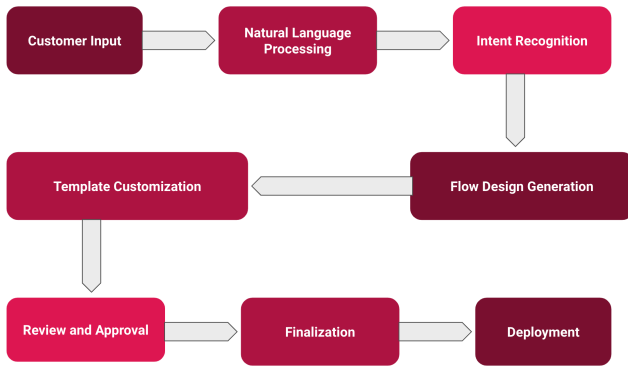 Customer Input
Natural Language
Processing
Intent Recognition
Flow Design Generation
Template Customization
Review and Approval
Finalization
Deployment